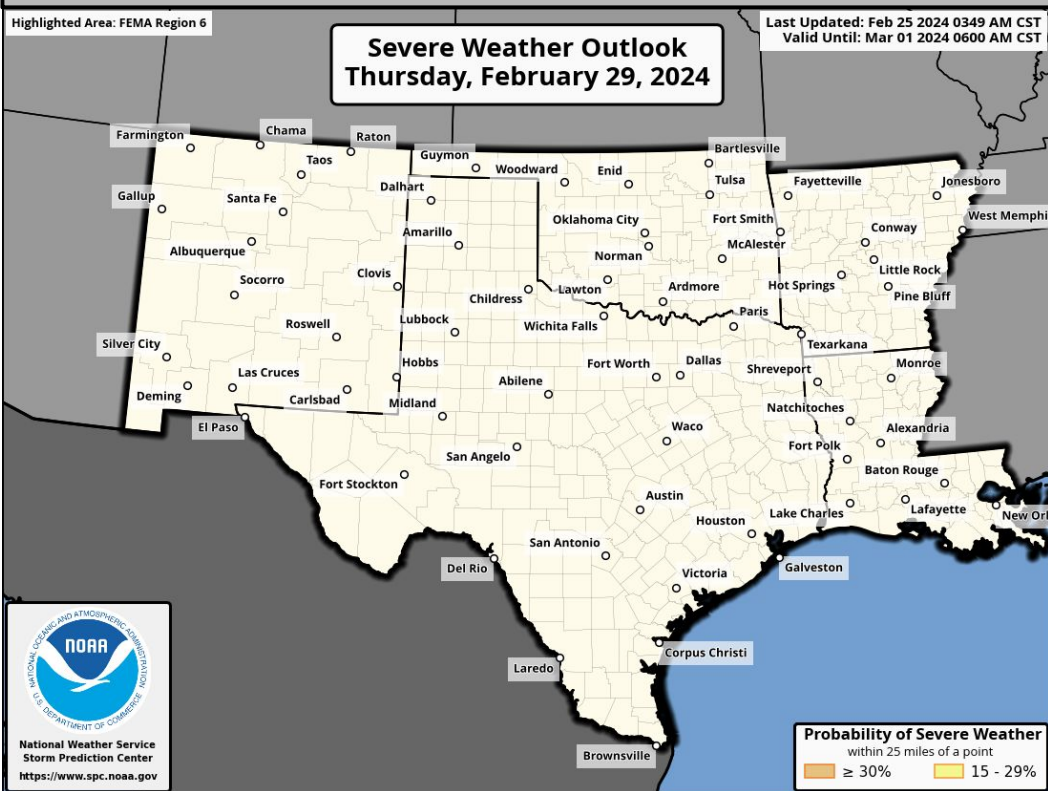 Highlighted Area: FEMA Region 6
Last Updated: Feb 25 2024 0349 AM CST
Valid Until: Mar 01 2024 0600 AM CST
Severe Weather Outlook
Thursday, February 29, 2024
Farmington
Chama
Raton
Taos
Guymon
Woodward
Enid
Bartlesville
Tulsa
Fayetteville
Jonesboro
Gallup
Santa Fe
Dalhart
Oklahoma City
Fort Smith
West Memphi
Albuquerque
Amarillo
Norman
McAlester
Conway
Socorro
Clovis
Childress
Lawton
Ardmore
Hot Springs
Little Rock
Pine Bluff
Roswell
Lubbock
Wichita Falls
Paris
Texarkana
Silver City
Las Cruces
Hobbs
Fort Worth
Dallas
Shreveport
Monroe
Deming
Carlsbad
Midland
Abilene
Natchitoches
El Paso
Waco
Alexandria
San Angelo
Fort Polk
Fort Stockton
Baton Rouge
Austin
Lake Charles
Lafayette
New Orl
Houston
San Antonio
Del Rio
Galveston
Victoria
Corpus Christi
Laredo
Brownsville
NATIONAL OCEANIC AND ATMOSPHERIC ADMINISTRATION
NOAA
U.S. DEPARTMENT OF COMMERCE
National Weather Service
Storm Prediction Center
https://www.spc.noaa.gov
Probability of Severe Weather
within 25 miles of a point
≥ 30%
15 - 29%